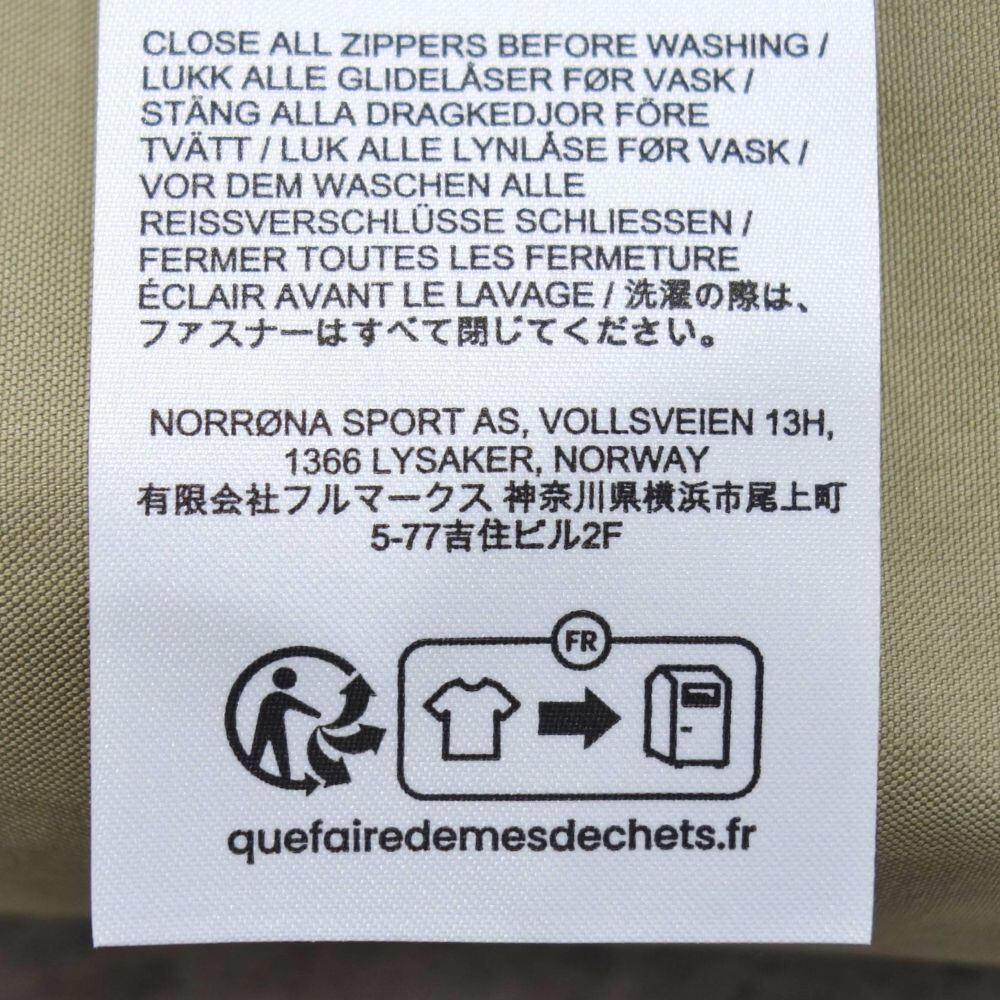 CLOSE ALL ZIPPERS BEFORE WASHING /
LUKK ALLE GLIDELÅSER FØR VASK /
STÄNG ALLA DRAGKEDJOR FÖRE
TVÄTT / LUK ALLE LYNLÅSE FØR VASK /
VOR DEM WASCHEN ALLE
REISSVERSCHLÜSSE SCHLIESSEN /
FERMER TOUTES LES FERMETURE
ÉCLAIR AVANT LE LAVAGE / 洗濯の際は、
ファスナーはすべて閉じてください。
NORRØNA SPORT AS, VOLLSVEIEN 13H,
1366 LYSAKER, NORWAY
有限会社フルマークス 神奈川県横浜市尾上町
5-77吉住ビル2F
FR
quefairedemesdechets.fr